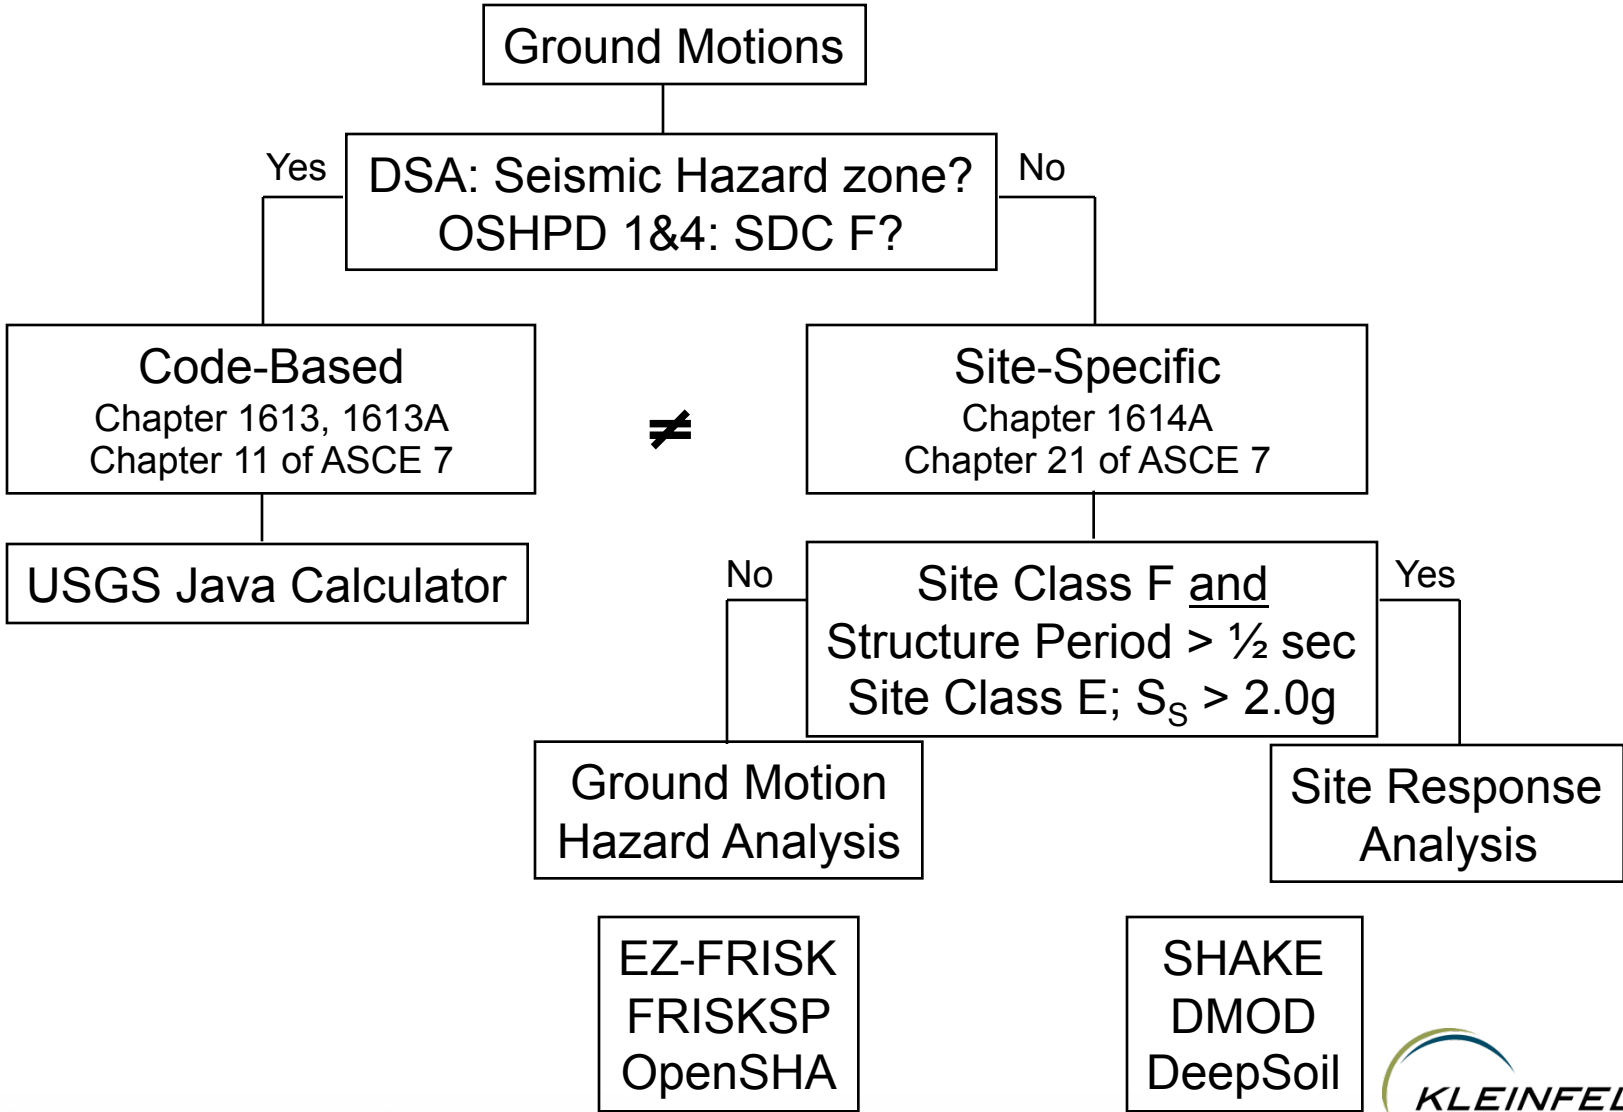 Ground Motions
Yes
DSA: Seismic Hazard zone?
OSHPD 1&4: SDC F?
No
Code-Based
Chapter 1613, 1613A
Chapter 11 of ASCE 7
≠
Site-Specific
Chapter 1614A
Chapter 21 of ASCE 7
USGS Java Calculator
No
Site Class F and
Structure Period > ½ sec
Site Class E; S_S > 2.0g
Yes
Ground Motion
Hazard Analysis
Site Response
Analysis
EZ-FRISK
FRISKSP
OpenSHA
SHAKE
DMOD
DeepSoil